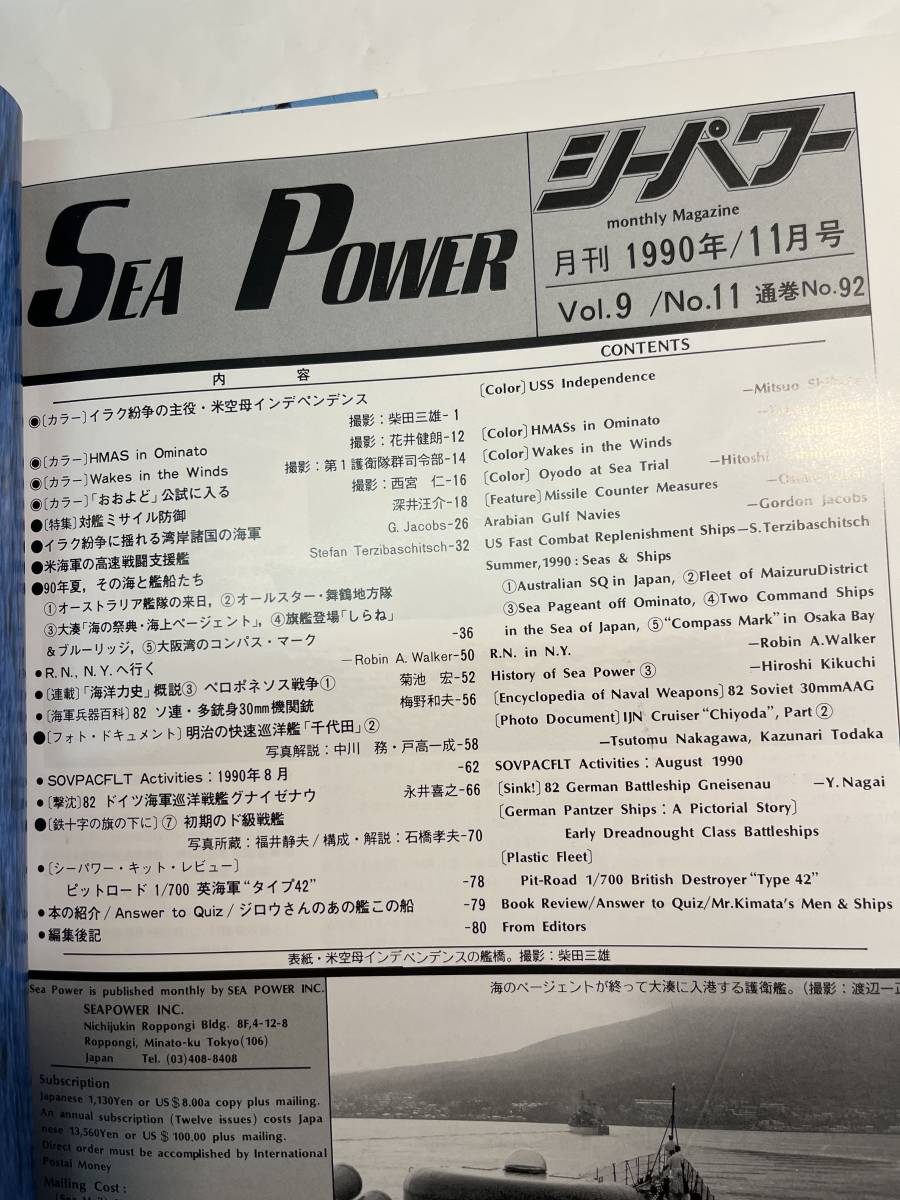 SEA POWER
シーパワー
monthly Magazine
月刊 1990年/11月号
Vol.9 /No.11 通巻No.92
内 容
◉〔カラー〕イラク紛争の主役・米空母インデペンデンス
撮影：柴田三雄-1
◉〔カラー〕HMAS in Ominato
撮影：花井健朗-12
◉〔カラー〕Wakes in the Winds
撮影：第1護衛隊群司令部-14
◉〔カラー〕「おおよど」公試に入る
撮影：西宮 仁-16
●〔特集〕対艦ミサイル防御
深井汪介-18
●イラク紛争に揺れる湾岸諸国の海軍
G. Jacobs-26
●米海軍の高速戦闘支援艦
Stefan Terzibaschitsch-32
●90年夏，その海と艦船たち
①オーストラリア艦隊の来日，②オールスター・舞鶴地方隊
③大湊「海の祭典・海上ページェント」，④旗艦登場「しらね」
＆ブルーリッジ，⑤大阪湾のコンパス・マーク
-36
• R.N., N.Y.へ行く
—Robin A. Walker-50
•〔連載〕「海洋力史」概説③ ペロポネソス戦争①
菊池 宏-52
•〔海軍兵器百科〕82 ソ連・多銃身30mm機関銃
梅野和夫-56
●〔フォト・ドキュメント〕明治の快速巡洋艦「千代田」②
写真解説：中川 務・戸高一成-58
• SOVPACFLT Activities：1990年8月
-62
•〔撃沈〕82 ドイツ海軍巡洋戦艦グナイゼナウ
永井喜之-66
●〔鉄十字の旗の下に〕⑦ 初期のド級戦艦
写真所蔵：福井静夫/構成・解説：石橋孝夫-70
•〔シーパワー・キット・レビュー〕
ピットロード 1/700 英海軍“タイプ42”
-78
• 本の紹介/Answer to Quiz/ジロウさんのあの艦この船
-79
• 編集後記
-80
CONTENTS
〔Color〕USS Independence
—Mitsuo
〔Color〕HMASs in Ominato
〔Color〕Wakes in the Winds
〔Color〕Oyodo at Sea Trial
—Hitoshi
〔Feature〕Missile Counter Measures
Arabian Gulf Navies
—Gordon Jacobs
US Fast Combat Replenishment Ships—S. Terzibaschitsch
Summer, 1990：Seas & Ships
①Australian SQ in Japan, ②Fleet of MaizuruDistrict
③Sea Pageant off Ominato, ④Two Command Ships
in the Sea of Japan, ⑤“Compass Mark” in Osaka Bay
R.N. in N.Y.
—Robin A.Walker
History of Sea Power ③
—Hiroshi Kikuchi
〔Encyclopedia of Naval Weapons〕82 Soviet 30mmAAG
〔Photo Document〕IJN Cruiser “Chiyoda”, Part ②
—Tsutomu Nakagawa, Kazunari Todaka
SOVPACFLT Activities：August 1990
〔Sink!〕82 German Battleship Gneisenau
—Y. Nagai
〔German Pantzer Ships：A Pictorial Story〕
Early Dreadnought Class Battleships
〔Plastic Fleet〕
Pit-Road 1/700 British Destroyer “Type 42”
Book Review/Answer to Quiz/Mr.Kimata's Men & Ships
From Editors
表紙・米空母インデペンデンスの艦橋。撮影：柴田三雄
Sea Power is published monthly by SEA POWER INC.
SEAPOWER INC.
Nichijukin Roppongi Bldg. 8F,4-12-8
Roppongi, Minato-ku Tokyo(106)
Japan Tel. (03)408-8408
Subscription
Japanese 1,130Yen or US$8.00a copy plus mailing.
An annual subscription (Twelve issues) costs Japa
nese 13,560Yen or US$100.00 plus mailing.
Direct order must be accomplished by International
Postal Money
Mailing Cost：
海のページェントが終って大湊に入港する護衛艦。（撮影：渡辺一正